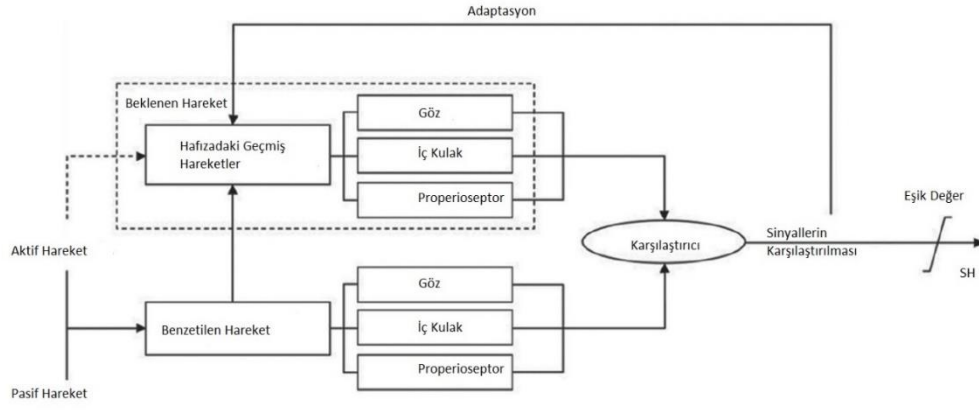 Adaptasyon
Beklenen Hareket
Göz
Hafızadaki Geçmiş
Hareketler
İç Kulak
Properioseptor
Eşik Değer
Aktif Hareket
Karşılaştırıcı
Sinyallerin
Karşılaştırılması
SH
Göz
Benzetilen Hareket
İç Kulak
Properioseptor
Pasif Hareket